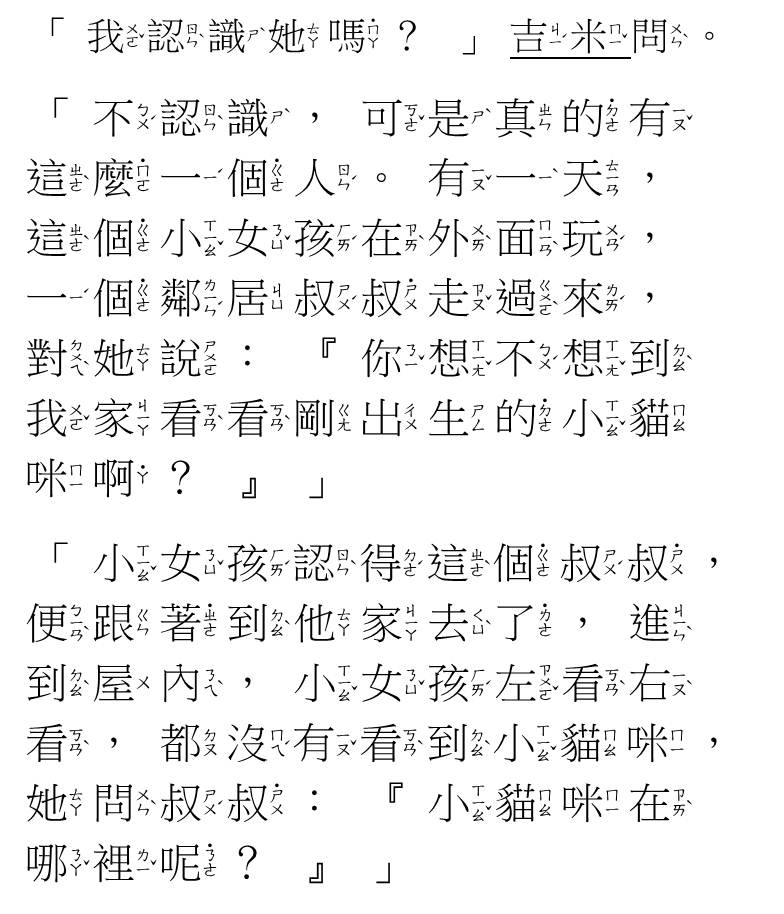 「我認識她嗎？」吉米問。
「不認識，可是真的有
這麼一個人。有一天，
這個小女孩在外面玩，
一個鄰居叔叔走過來，
對她說：『你想不想到
我家看看剛出生的小貓
咪啊？』」
「小女孩認得這個叔叔，
便跟著到他家去了，進
到屋內，小女孩左看右
看，都沒有看到小貓咪，
她問叔叔：『小貓咪在
哪裡呢？』」